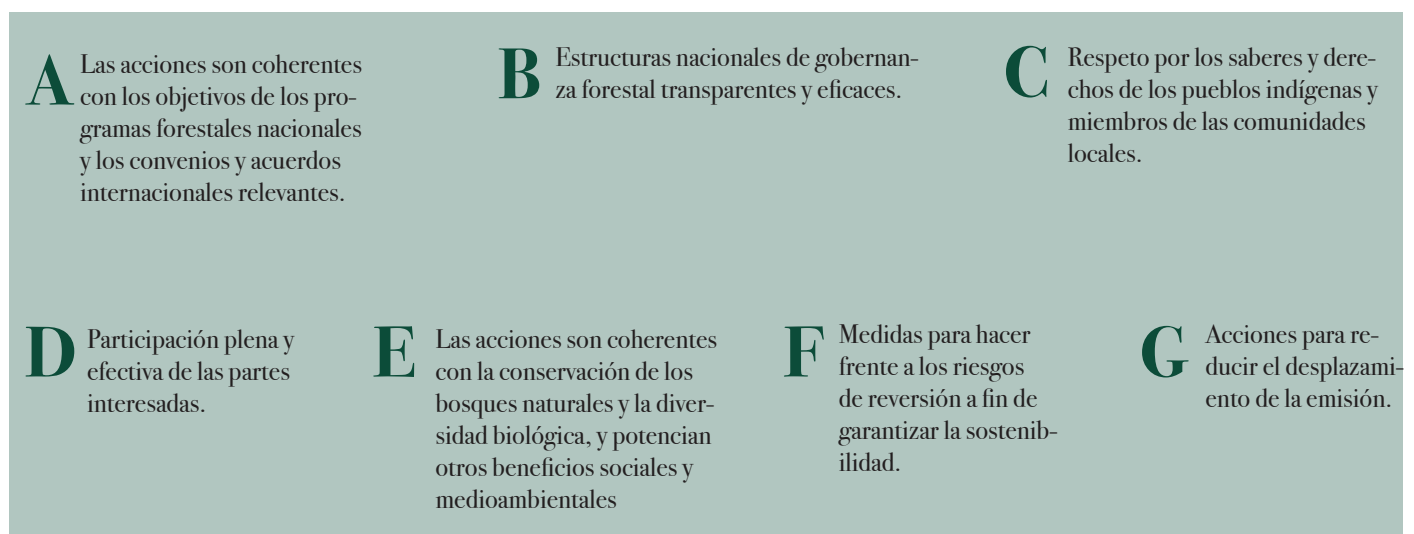 A
Las acciones son coherentes
con los objetivos de los pro-
gramas forestales nacionales
y los convenios y acuerdos
internacionales relevantes.
B
Estructuras nacionales de gobernan-
za forestal transparentes y eficaces.
C
Respeto por los saberes y dere-
chos de los pueblos indígenas y
miembros de las comunidades
locales.
D
Participación plena y
efectiva de las partes
interesadas.
E
Las acciones son coherentes
con la conservación de los
bosques naturales y la diver-
sidad biológica, y potencian
otros beneficios sociales y
medioambientales
F
Medidas para hacer
frente a los riesgos
de reversión a fin de
garantizar la sostenib-
ilidad.
G
Acciones para re-
ducir el desplazami-
ento de la emisión.